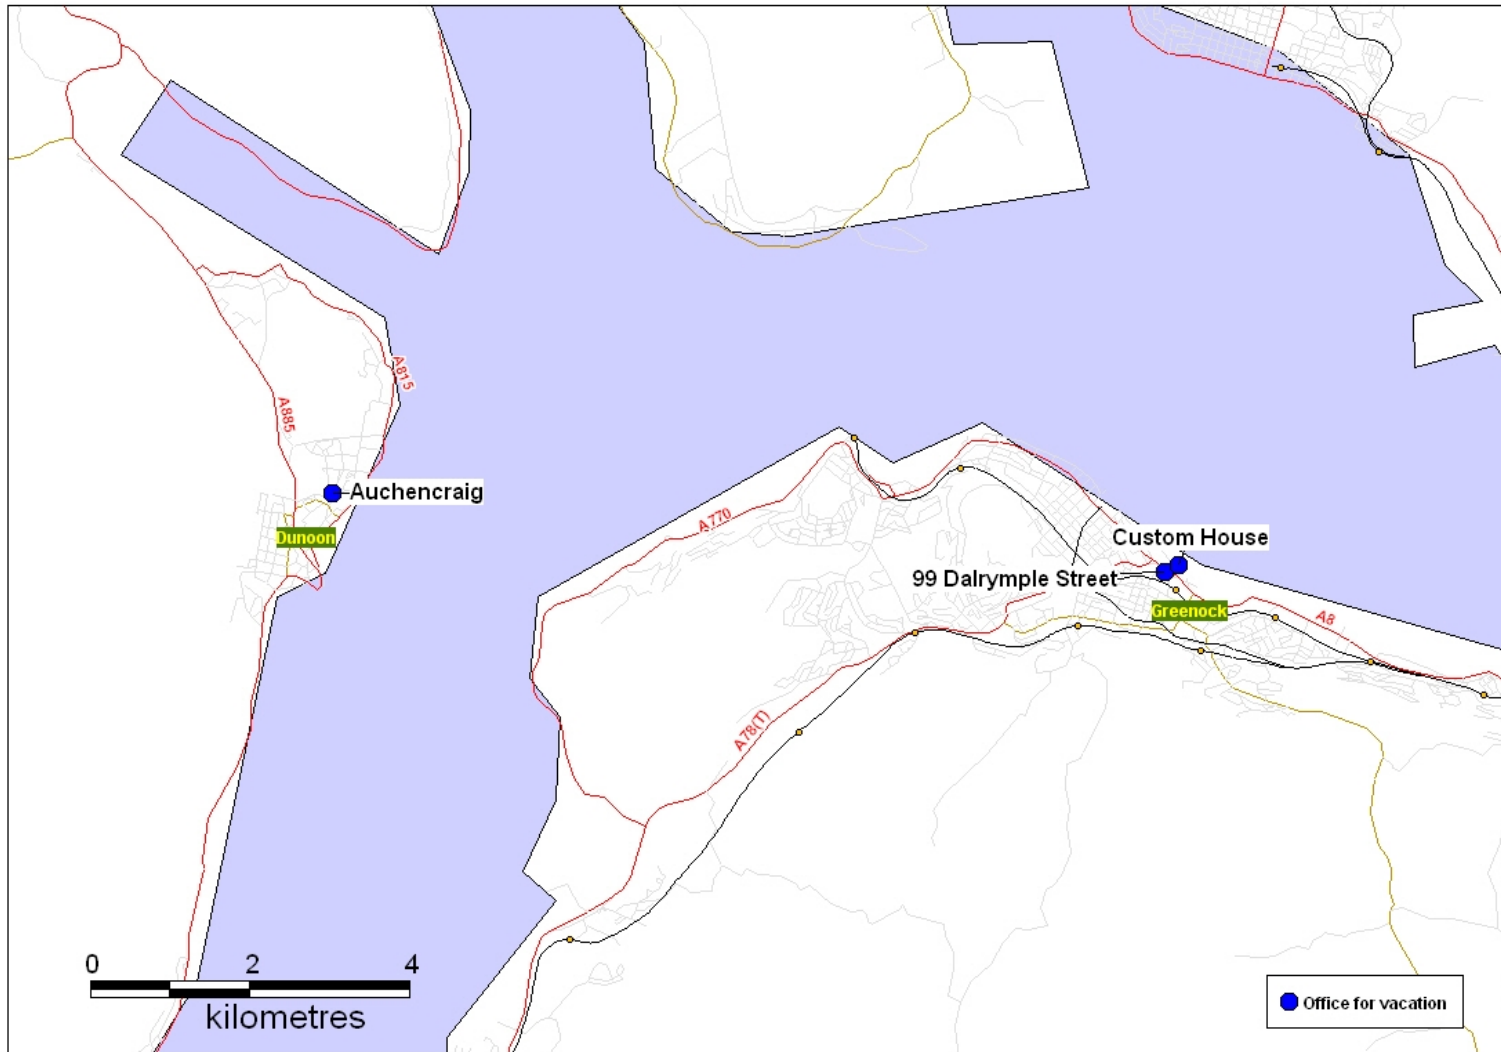 A815
A885
Auchencraig
Dunoon
A770
Custom House
99 Dalrymple Street
Greenock
A8
A78(T)
0 2 4
kilometres
Office for vacation